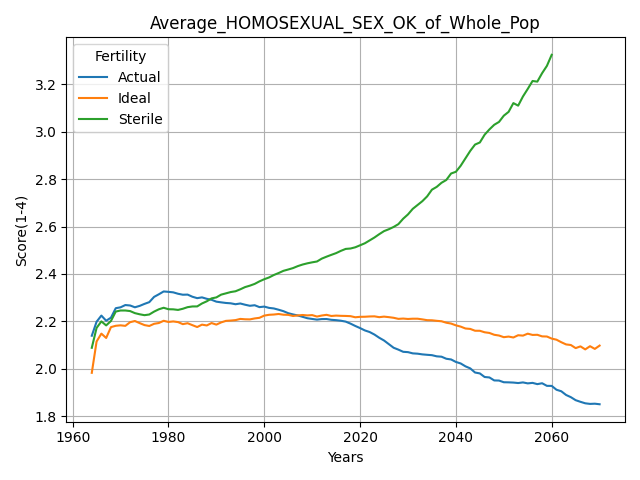 Average_HOMOSEXUAL_SEX_OK_of_Whole_Pop
Fertility
Actual
Ideal
Sterile
Score(1-4)
3.2
3.0
2.8
2.6
2.4
2.2
2.0
1.8
1960 1980 2000 2020 2040 2060
Years